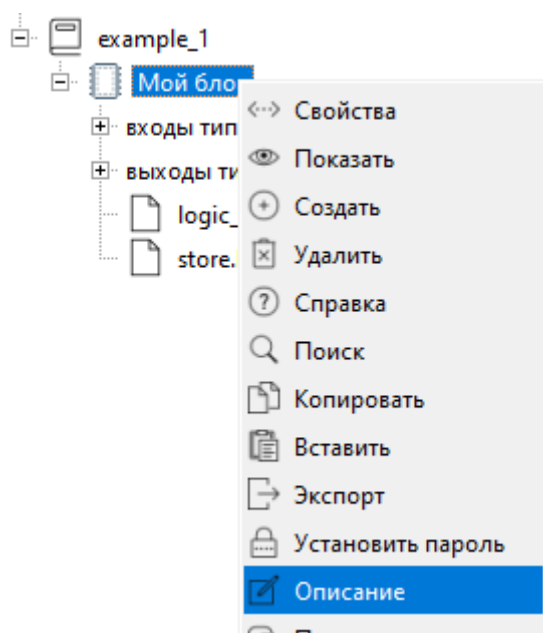 example_1
Мой бло
входы тип
выходы ти
logic_
store.
Свойства
Показать
Создать
Удалить
Справка
Поиск
Копировать
Вставить
Экспорт
Установить пароль
Описание